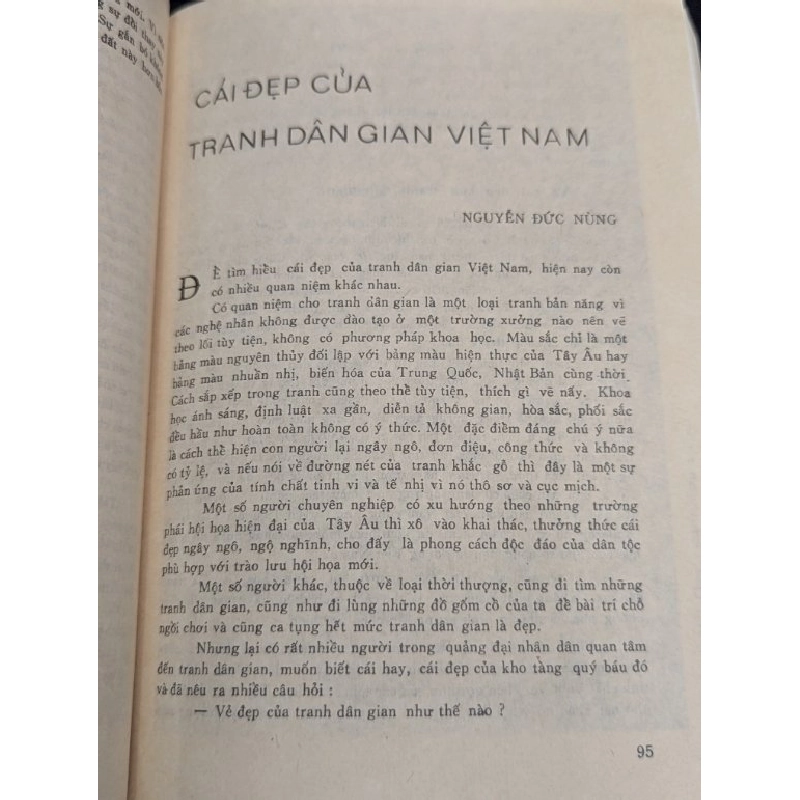 mới. Vì
sự đổi thay
Sự gắn bó
đất này hơn
CÁI ĐẸP CỦA
TRANH DÂN GIAN VIỆT NAM
NGUYỄN ĐỨC NÙNG
ĐỂ tìm hiểu cái đẹp của tranh dân gian Việt Nam, hiện nay còn
có nhiều quan niệm khác nhau.
Có quan niệm cho tranh dân gian là một loại tranh bản năng vì
các nghệ nhân không được đào tạo ở một trường xưởng nào nên vẽ
theo lối tùy tiện, không có phương pháp khoa học. Màu sắc chỉ là một
bảng màu nguyên thủy đối lập với bảng màu hiện thực của Tây Âu hay
bảng màu nhuần nhị, biến hóa của Trung Quốc, Nhật Bản cùng thời.
Cách sắp xếp trong tranh cũng theo thể tùy tiện, thích gì vẽ nấy. Khoa
học ánh sáng, định luật xa gần, diễn tả không gian, hòa sắc, phối sắc
đều hầu như hoàn toàn không có ý thức. Một đặc điểm đáng chú ý nữa
là cách thể hiện con người lại ngây ngô, đơn điệu, công thức và không
có tỷ lệ, và nếu nói về đường nét của tranh khắc gỗ thì đây là một sự
phản ứng của tính chất tinh vi và tế nhị vì nó thô sơ và cục mịch.
Một số người chuyên nghiệp có xu hướng theo những trường
phái hội họa hiện đại của Tây Âu thì xô vào khai thác, thưởng thức cái
đẹp ngây ngô, ngộ nghĩnh, cho đấy là phong cách độc đáo của dân tộc
phù hợp với trào lưu hội họa mới.
Một số người khác, thuộc về loại thời thượng, cũng đi tìm những
tranh dân gian, cũng như đi lùng những đồ gốm cổ của ta để bài trí chỗ
ngồi chơi và cũng ca tụng hết mức tranh dân gian là đẹp.
Nhưng lại có rất nhiều người trong quảng đại nhân dân quan tâm
đến tranh dân gian, muốn biết cái hay, cái đẹp của kho tàng quý báu đó
và đã nêu ra nhiều câu hỏi :
— Vẻ đẹp của tranh dân gian như thế nào ?
95